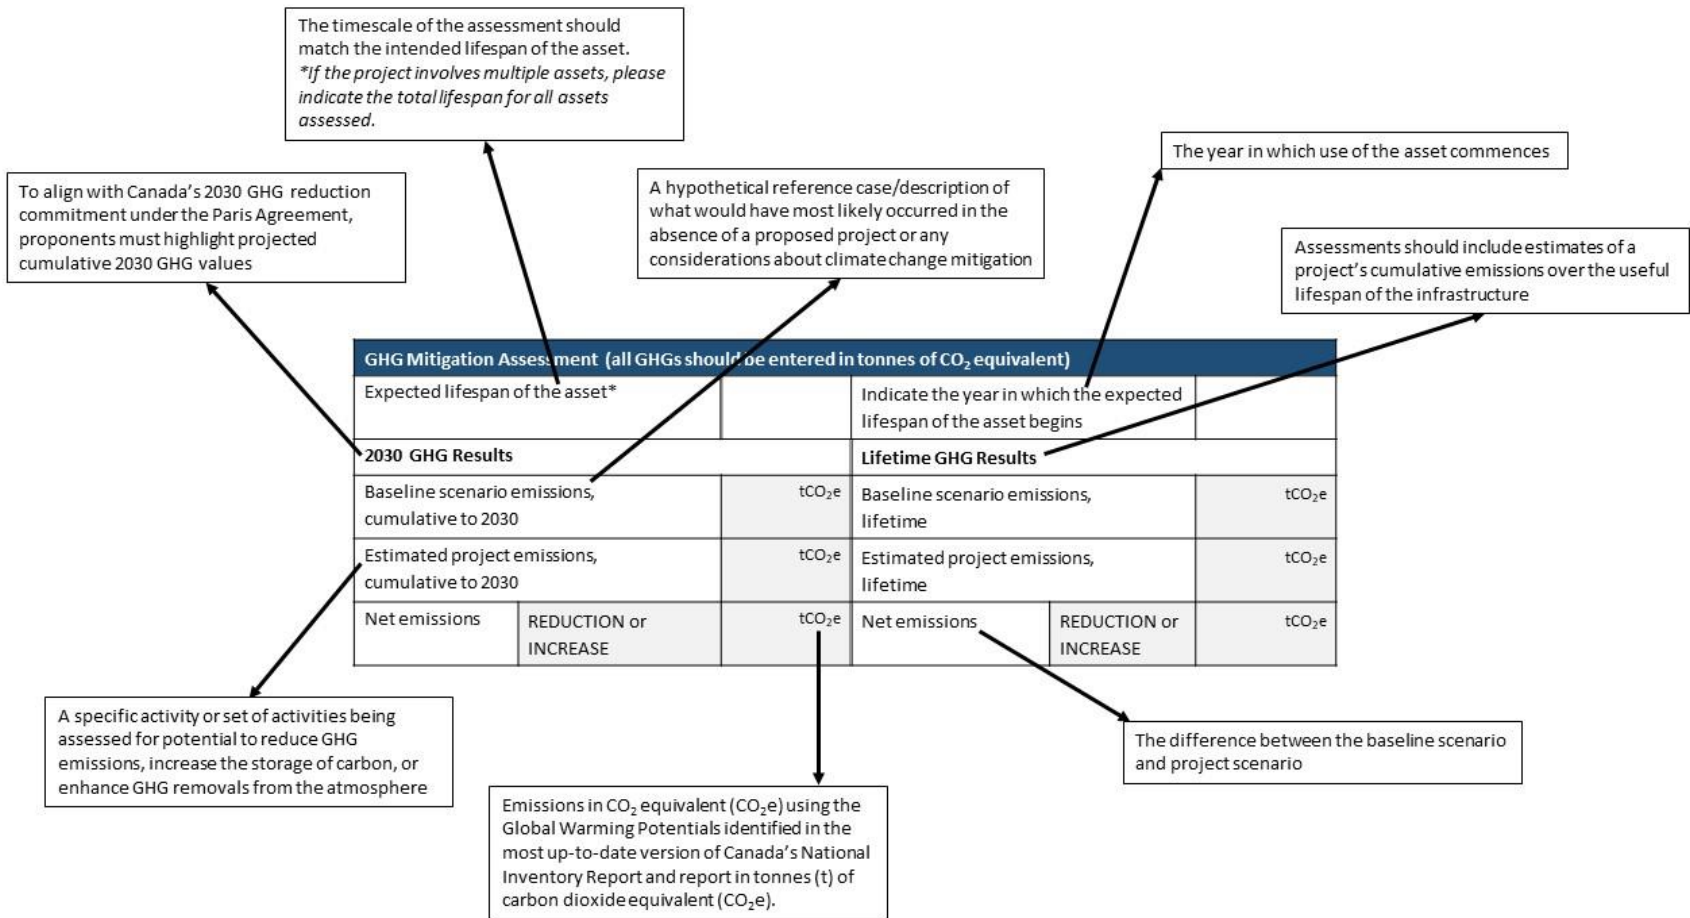 The timescale of the assessment should
match the intended lifespan of the asset.
*If the project involves multiple assets, please
indicate the total lifespan for all assets
assessed.
The year in which use of the asset commences
To align with Canada's 2030 GHG reduction
commitment under the Paris Agreement,
proponents must highlight projected
cumulative 2030 GHG values
A hypothetical reference case/description of
what would have most likely occurred in the
absence of a proposed project or any
considerations about climate change mitigation
Assessments should include estimates of a
project's cumulative emissions over the useful
lifespan of the infrastructure
GHG Mitigation Assessment (all GHGs should be entered in tonnes of CO₂ equivalent)
Expected lifespan of the asset*
Indicate the year in which the expected
lifespan of the asset begins
2030 GHG Results
Lifetime GHG Results
Baseline scenario emissions,
cumulative to 2030
tCO₂e
Baseline scenario emissions,
lifetime
tCO₂e
Estimated project emissions,
cumulative to 2030
tCO₂e
Estimated project emissions,
lifetime
tCO₂e
Net emissions
REDUCTION or
INCREASE
tCO₂e
Net emissions
REDUCTION or
INCREASE
tCO₂e
A specific activity or set of activities being
assessed for potential to reduce GHG
emissions, increase the storage of carbon, or
enhance GHG removals from the atmosphere
The difference between the baseline scenario
and project scenario
Emissions in CO₂ equivalent (CO₂e) using the
Global Warming Potentials identified in the
most up-to-date version of Canada's National
Inventory Report and report in tonnes (t) of
carbon dioxide equivalent (CO₂e).